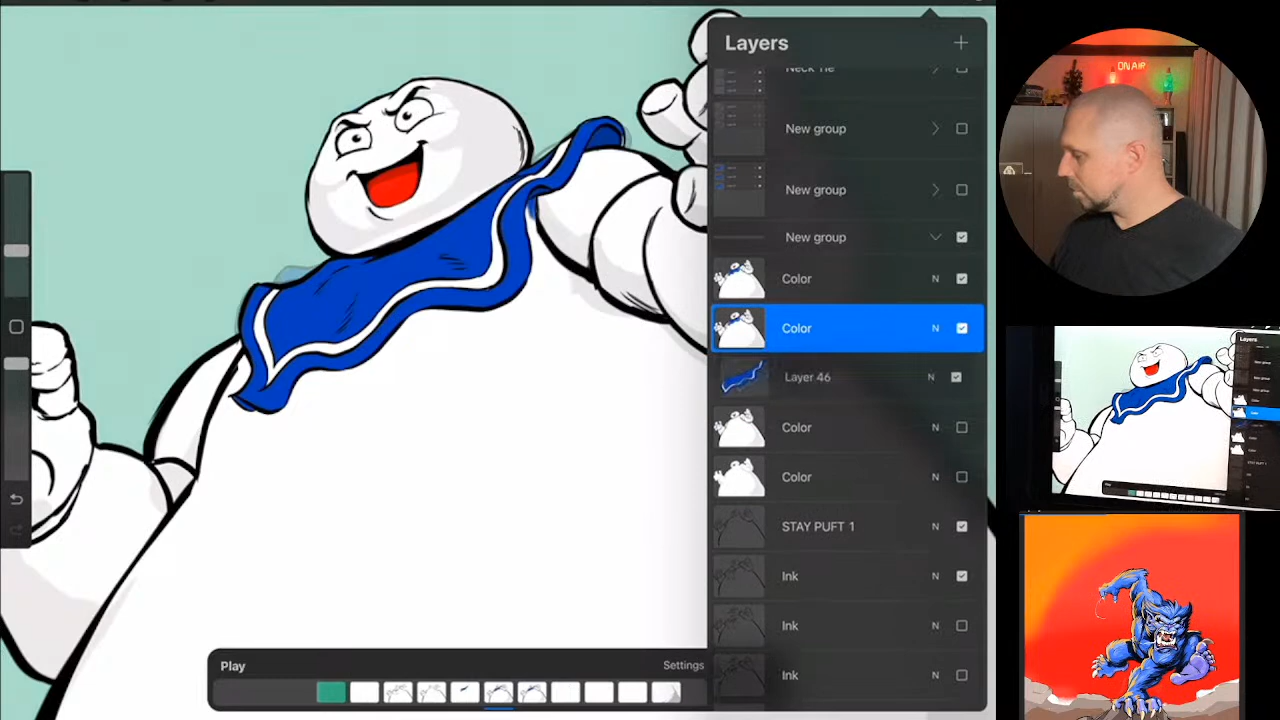 Layers
Neck Tie
New group
New group
New group
Color N
Color N
Layer 46 N
Color N
Color N
STAY PUFT 1 N
Ink N
Ink N
Ink N
Play Settings
ON AIR
Layers